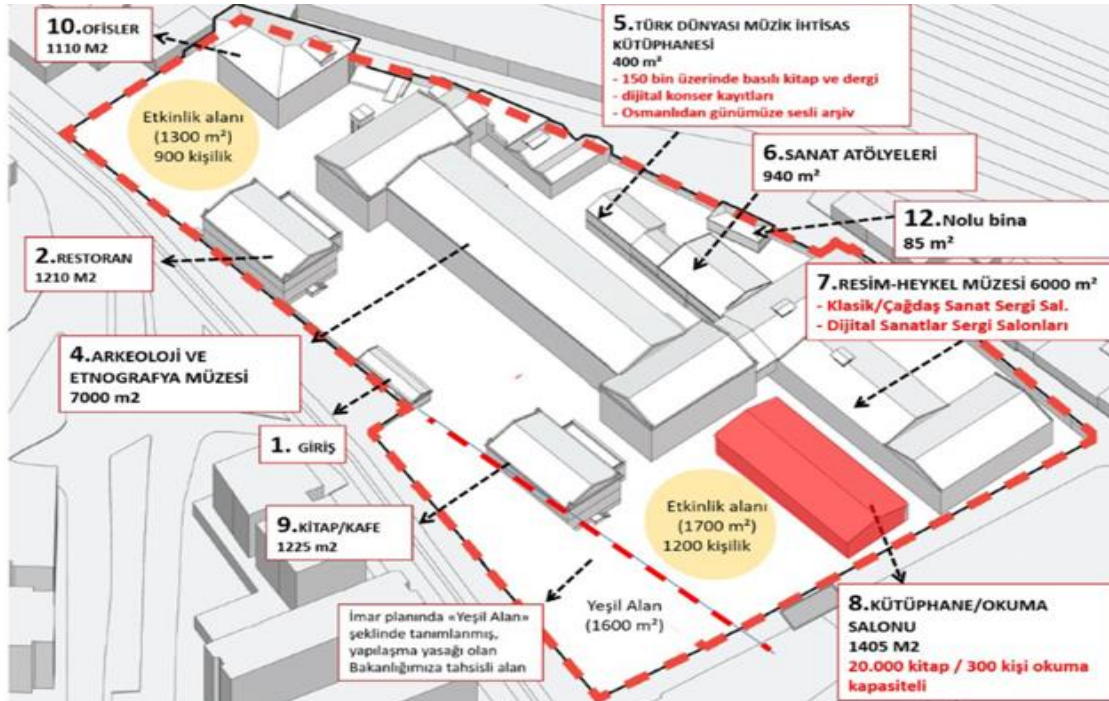 10.OFİSLER
1110 M2
5.TÜRK DÜNYASI MÜZİK İHTİSAS
KÜTÜPHANESİ
400 m²
- 150 bin üzerinde basılı kitap ve dergi
- dijital konser kayıtları
- Osmanlıdan günümüze sesli arşiv
Etkinlik alanı
(1300 m²)
900 kişilik
6.SANAT ATÖLYELERİ
940 m²
12.Nolu bina
85 m²
2.RESTORAN
1210 M2
7.RESİM-HEYKEL MÜZESİ 6000 m²
- Klasik/Çağdaş Sanat Sergi Sal.
- Dijital Sanatlar Sergi Salonları
4.ARKEOLOJİ VE
ETNOGRAFYA MÜZESİ
7000 m2
1. GİRİŞ
9.KİTAP/KAFE
1225 m2
Etkinlik alanı
(1700 m²)
1200 kişilik
İmar planında «Yeşil Alan»
şeklinde tanımlanmış,
yapılaşma yasağı olan
Bakanlığımıza tahsisli alan
Yeşil Alan
(1600 m²)
8.KÜTÜPHANE/OKUMA
SALONU
1405 M2
20.000 kitap / 300 kişi okuma
kapasiteli